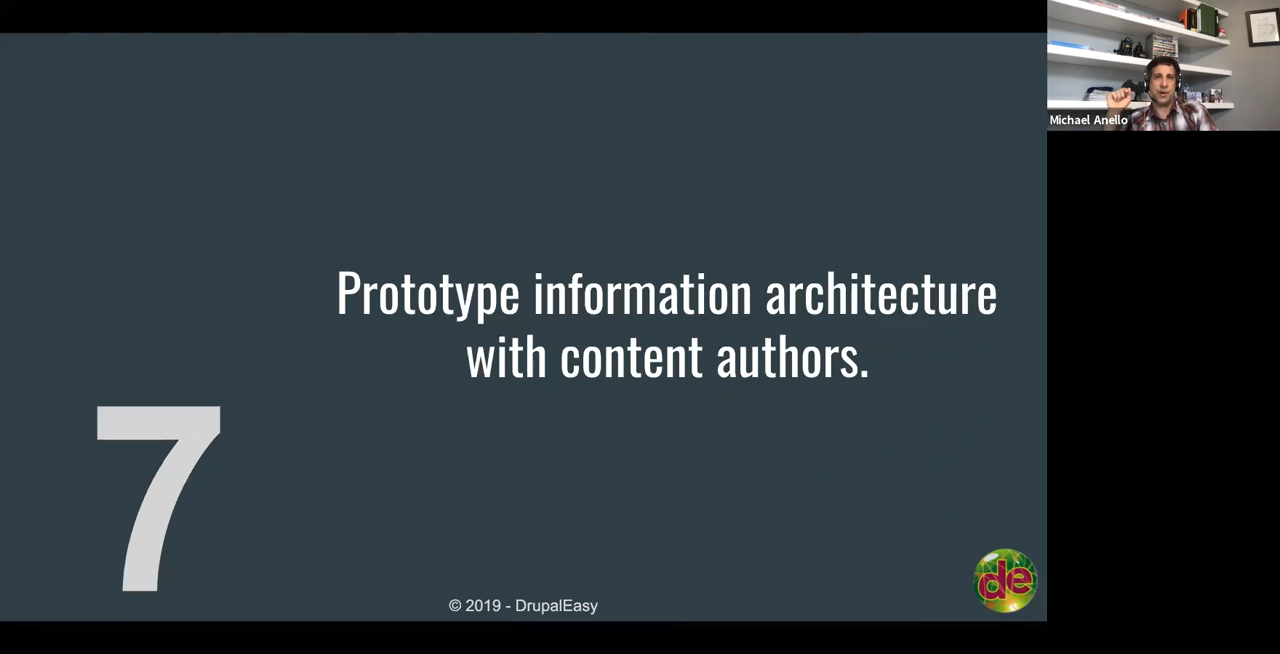 Michael Anello
Prototype information architecture
with content authors.
7
© 2019 - DrupalEasy
de